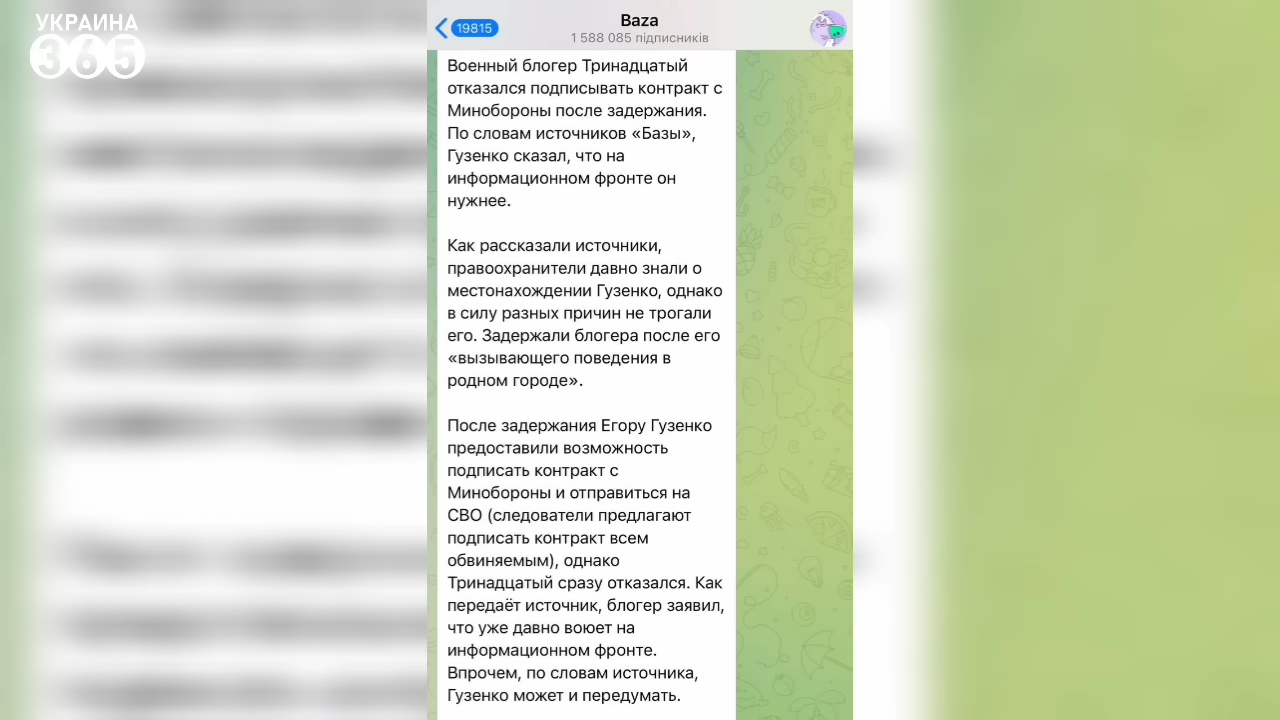 УКРАИНА
365
19815
Baza
1 588 085 підписників
Военный блогер Тринадцатый
отказался подписывать контракт с
Минобороны после задержания.
По словам источников «Базы»,
Гузенко сказал, что на
информационном фронте он
нужнее.
Как рассказали источники,
правоохранители давно знали о
местонахождении Гузенко, однако
в силу разных причин не трогали
его. Задержали блогера после его
«вызывающего поведения в
родном городе».
После задержания Егору Гузенко
предоставили возможность
подписать контракт с
Минобороны и отправиться на
СВО (следователи предлагают
подписать контракт всем
обвиняемым), однако
Тринадцатый сразу отказался. Как
передаёт источник, блогер заявил,
что уже давно воюет на
информационном фронте.
Впрочем, по словам источника,
Гузенко может и передумать.